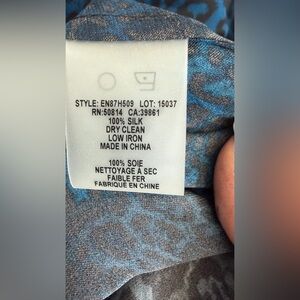 STYLE: EN87H509 LOT: 15037
RN:50814 CA:39861
100% SILK
DRY CLEAN
LOW IRON
MADE IN CHINA
100% SOIE
NETTOYAGE A SEC
FAIBLE FER
FABRIQUE EN CHINE